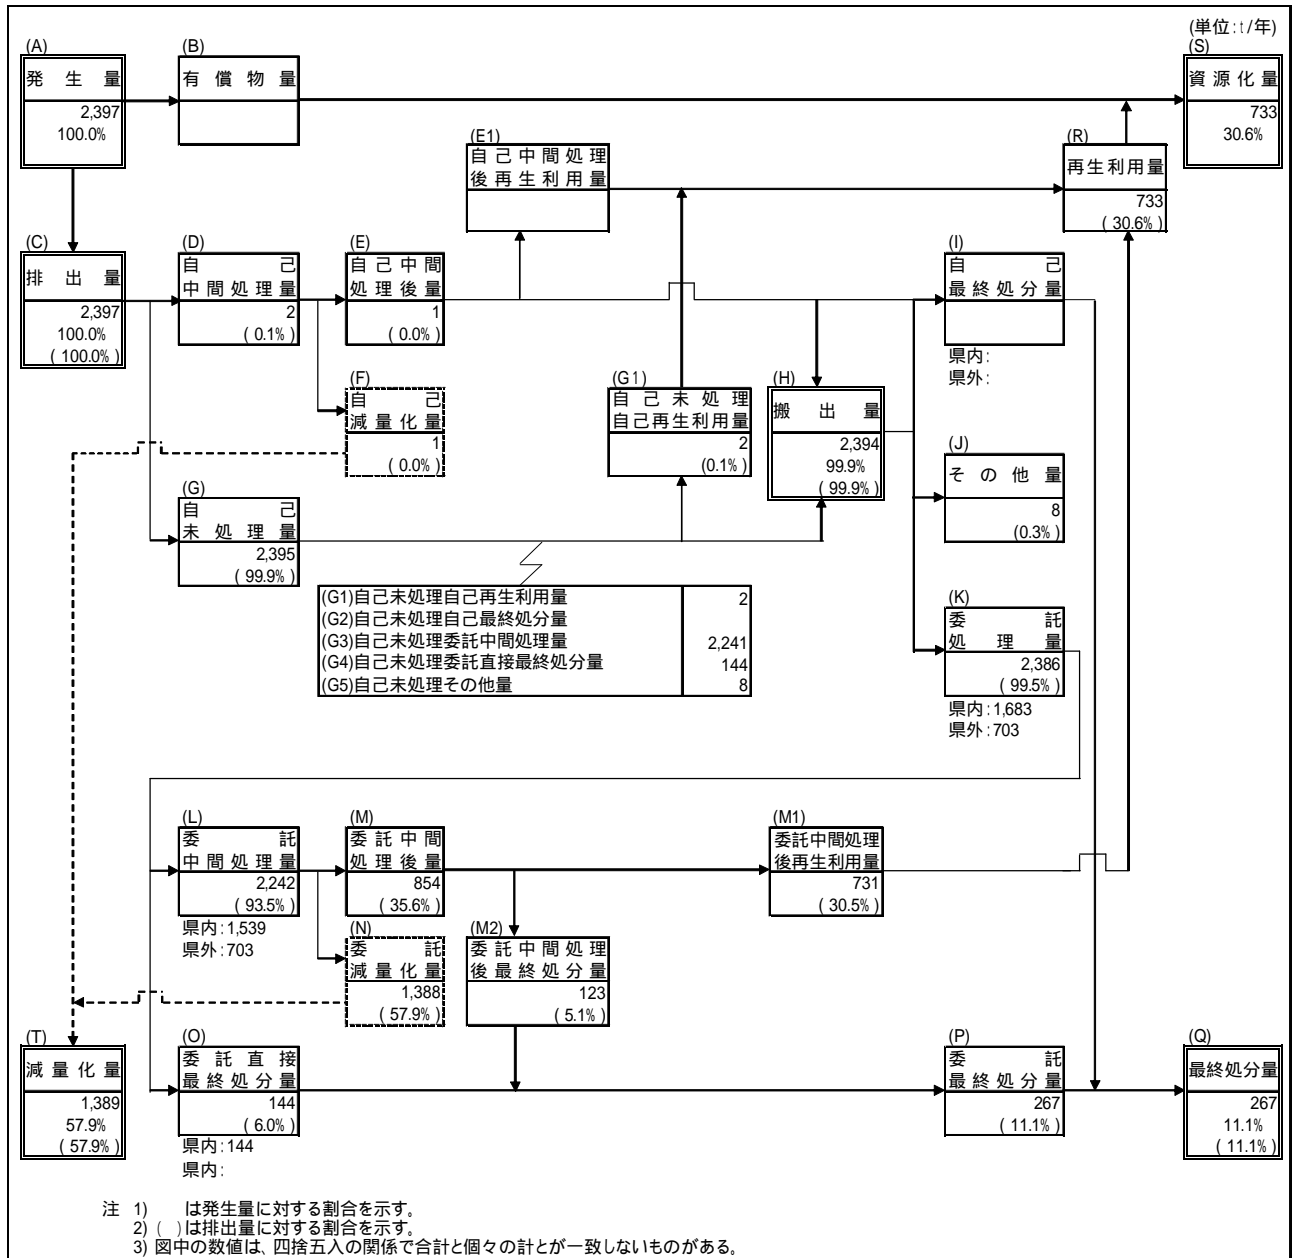 (単位:t/年)
(A)
発生量
2,397
100.0%
(B)
有償物量
(S)
資源化量
733
30.6%
(E1)
自己中間処理
後再生利用量
(R)
再生利用量
733
( 30.6% )
(C)
排出量
2,397
100.0%
( 100.0% )
(D)
自己
中間処理量
2
( 0.1% )
(E)
自己中間
処理後量
1
( 0.0% )
(I)
自己
最終処分量
県内:
県外:
(F)
自己
減量化量
1
( 0.0% )
(G1)
自己未処理
自己再生利用量
2
(0.1% )
(H)
搬出量
2,394
99.9%
( 99.9% )
(J)
その他量
8
(0.3% )
(G)
自己
未処理量
2,395
( 99.9% )
(G1)自己未処理自己再生利用量 2
(G2)自己未処理自己最終処分量
(G3)自己未処理委託中間処理量 2,241
(G4)自己未処理委託直接最終処分量 144
(G5)自己未処理その他量 8
(K)
委託
処理量
2,386
( 99.5% )
県内:1,683
県外:703
(L)
委託
中間処理量
2,242
( 93.5% )
県内:1,539
県外:703
(M)
委託中間
処理後量
854
( 35.6% )
(M1)
委託中間処理
後再生利用量
731
( 30.5% )
(N)
委託
減量化量
1,388
( 57.9% )
(M2)
委託中間処理
後最終処分量
123
( 5.1% )
(T)
減量化量
1,389
57.9%
( 57.9% )
(O)
委託直接
最終処分量
144
( 6.0% )
県内:144
県内:
(P)
委託
最終処分量
267
( 11.1% )
(Q)
最終処分量
267
11.1%
( 11.1% )
注 1) は発生量に対する割合を示す。
2) ( )は排出量に対する割合を示す。
3) 図中の数値は、四捨五入の関係で合計と個々の計とが一致しないものがある。